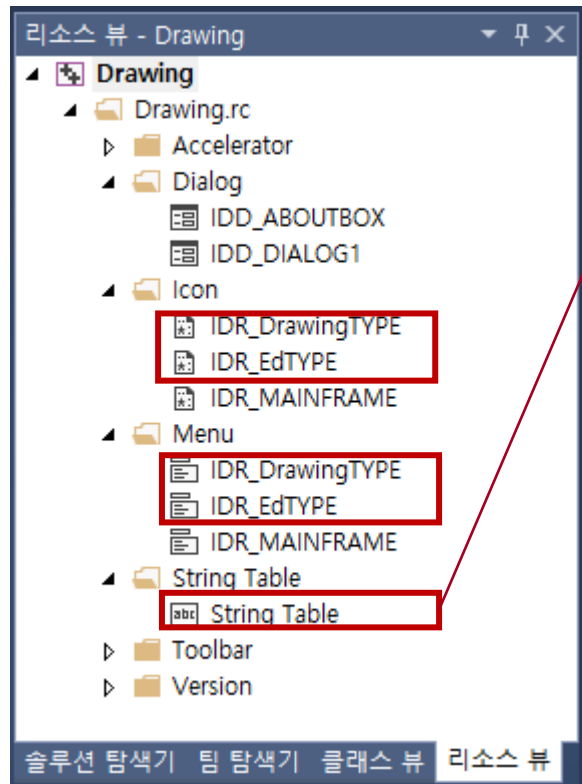 리소스 뷰 - Drawing
Drawing
Drawing.rc
Accelerator
Dialog
IDD_ABOUTBOX
IDD_DIALOG1
Icon
IDR_DrawingTYPE
IDR_EdTYPE
IDR_MAINFRAME
Menu
IDR_DrawingTYPE
IDR_EdTYPE
IDR_MAINFRAME
String Table
abc String Table
Toolbar
Version
솔루션 탐색기 팀 탐색기 클래스 뷰 리소스 뷰